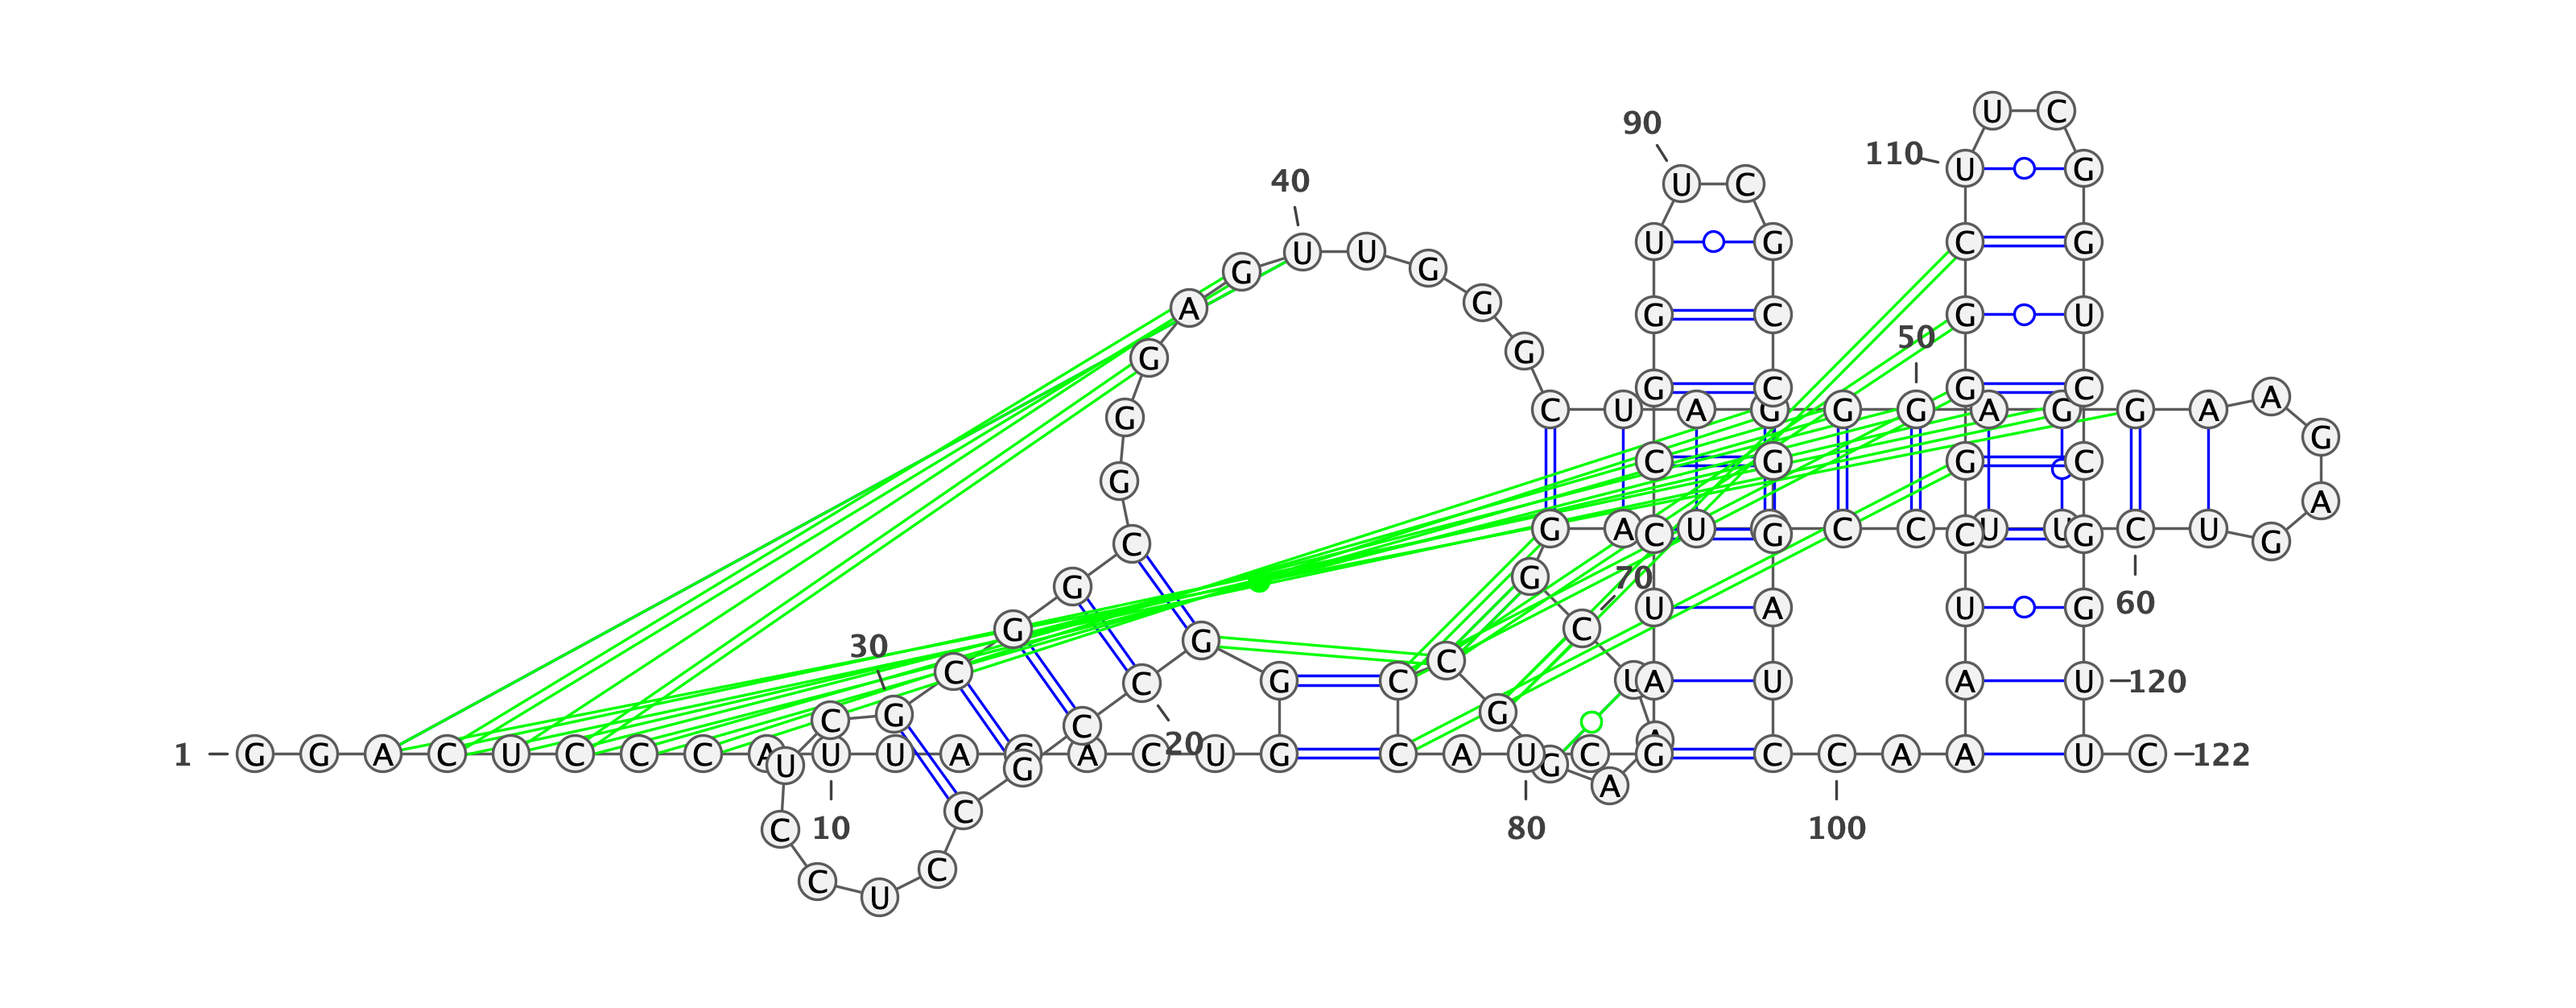 U C
90
110 U G
40
U C
U G C G
U U
G G
G A G C G U
50
G G
G C G C
A
G C U A G G G A G G A
G
C G G C
G
A
G A U C C U U C U
C G C G
C G
G G 70
U A U G 60
G C
G
30
C G C C C U A U A U 120
C G C G A
20
1 G G A C U C C C A U U A G A C U G C A U C G C C A A A U C 122
U G G A
C
C 10 80 100
C
C
U